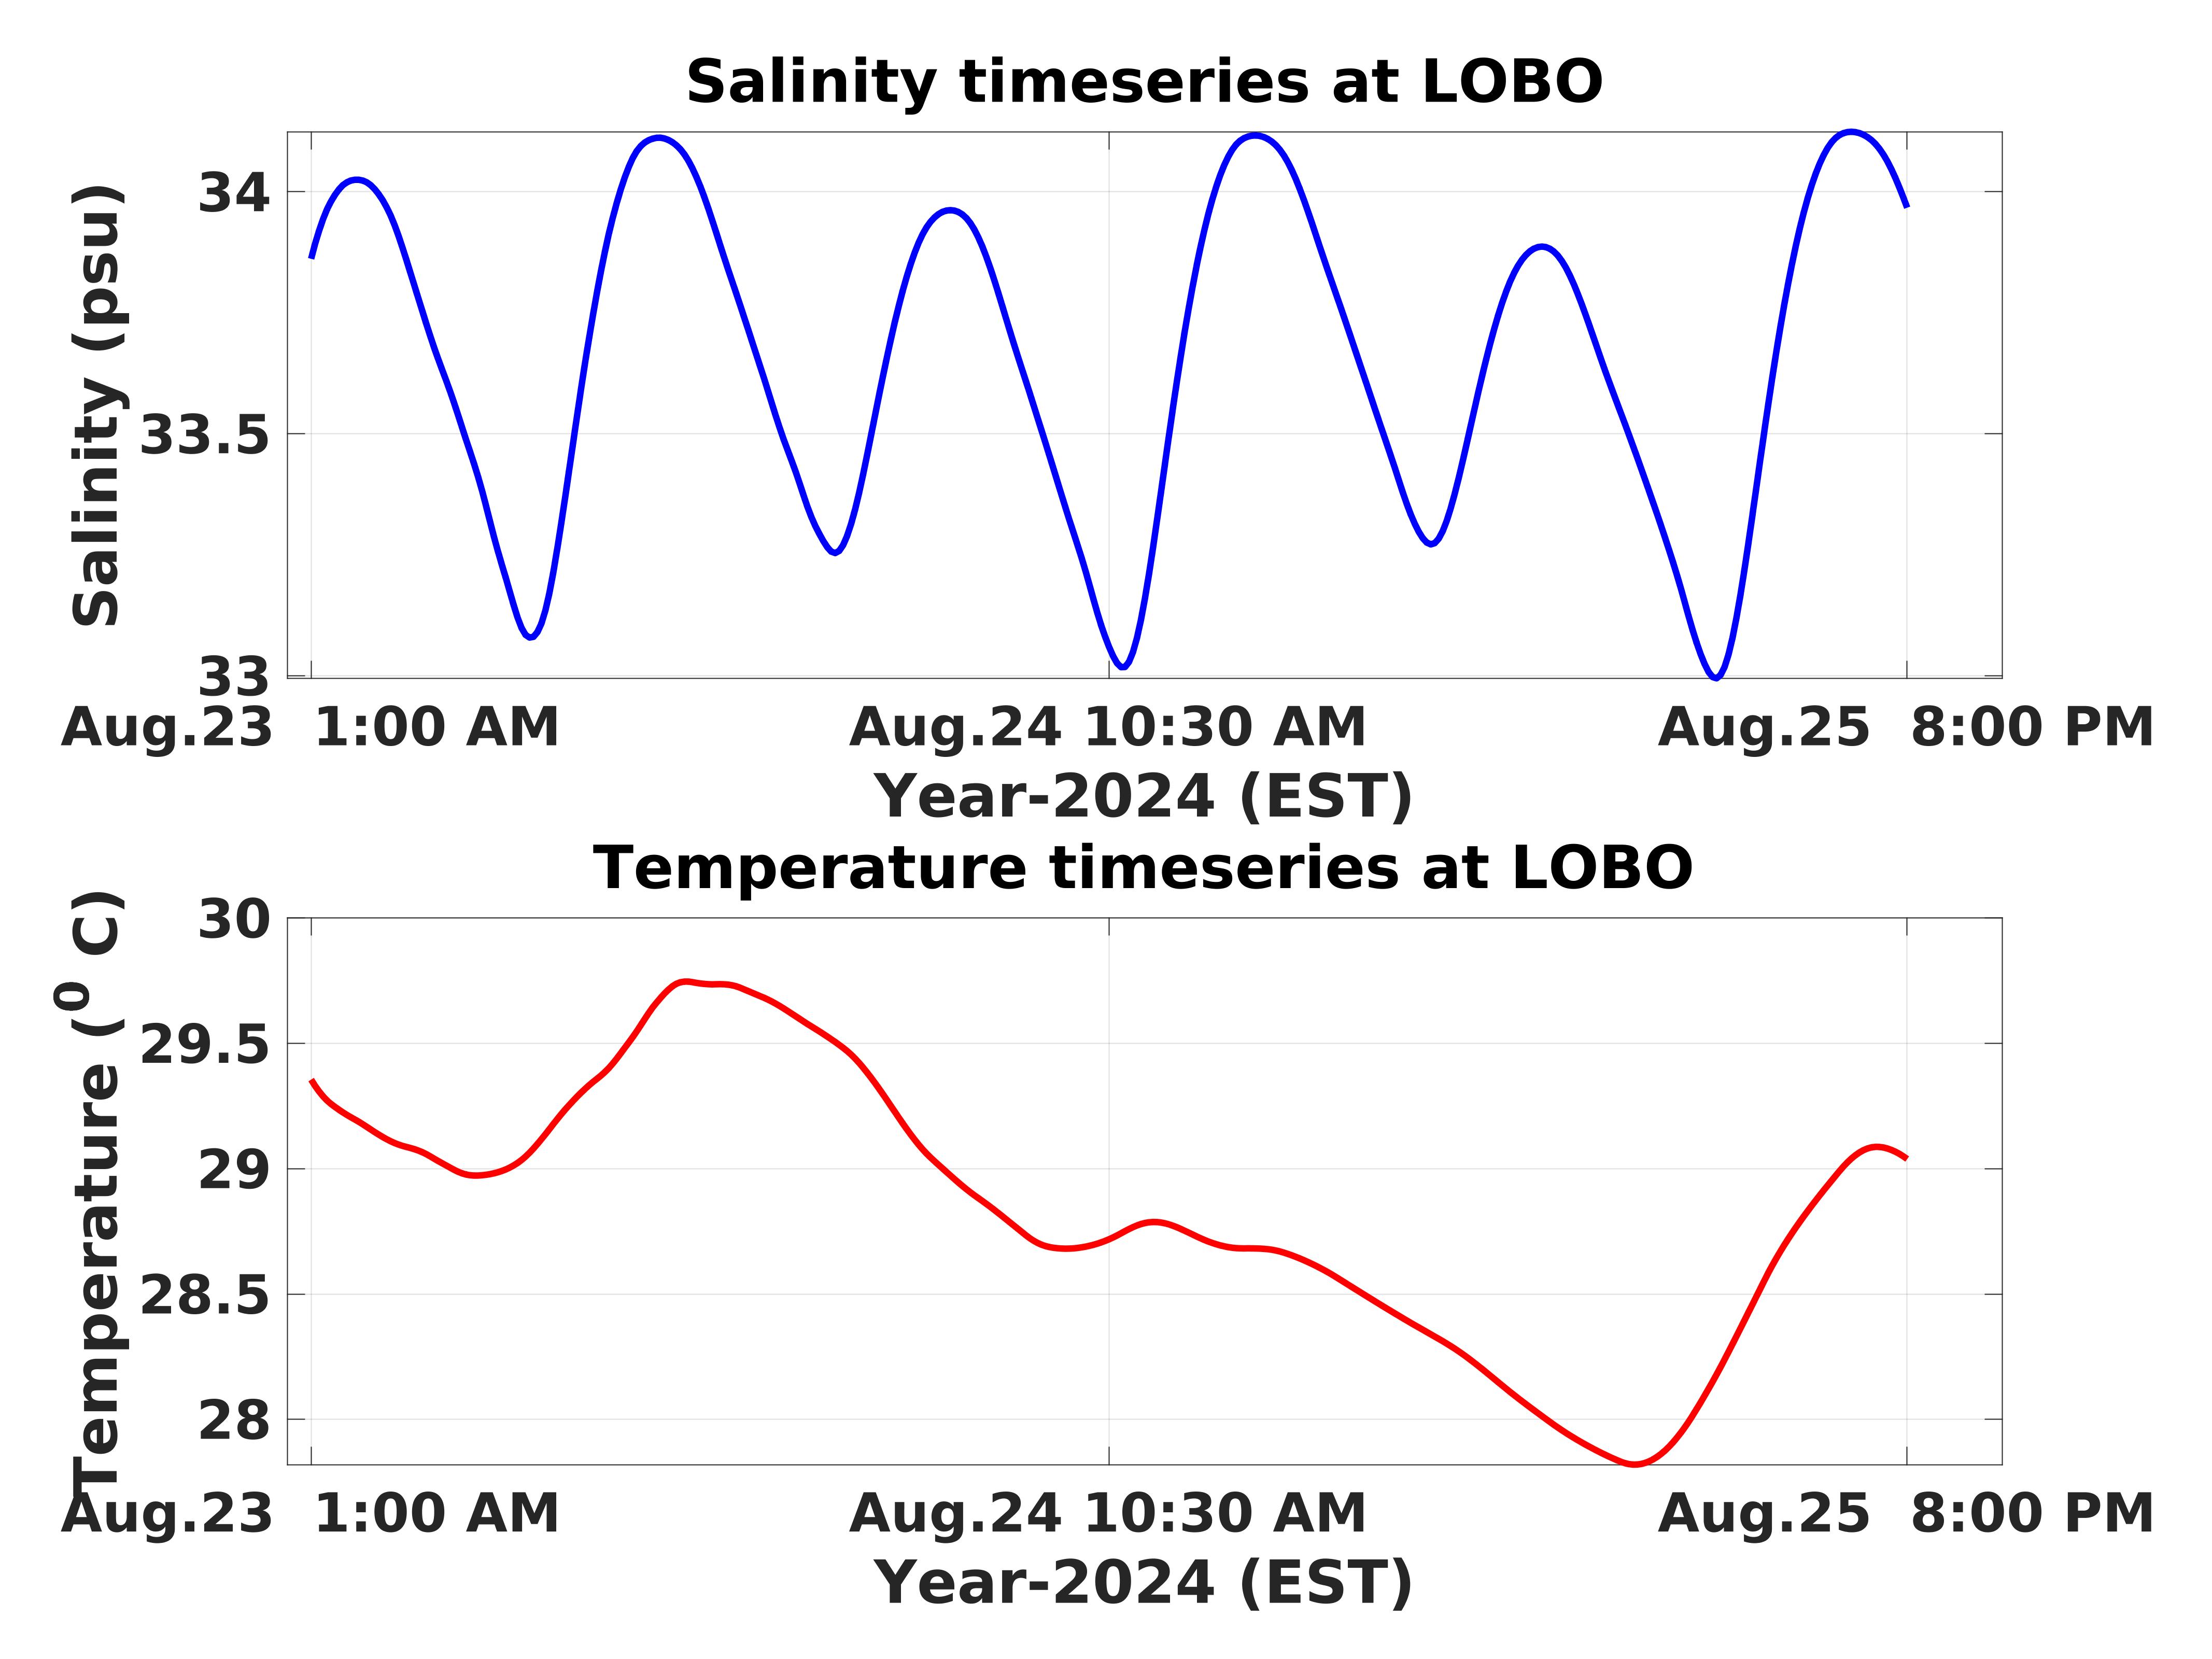 Salinity timeseries at LOBO
Salinity (psu)
34
33.5
33
Aug.23  1:00 AM
Aug.24 10:30 AM
Aug.25  8:00 PM
Year-2024 (EST)
Temperature timeseries at LOBO
Temperature (⁰ C)
30
29.5
29
28.5
28
Aug.23  1:00 AM
Aug.24 10:30 AM
Aug.25  8:00 PM
Year-2024 (EST)